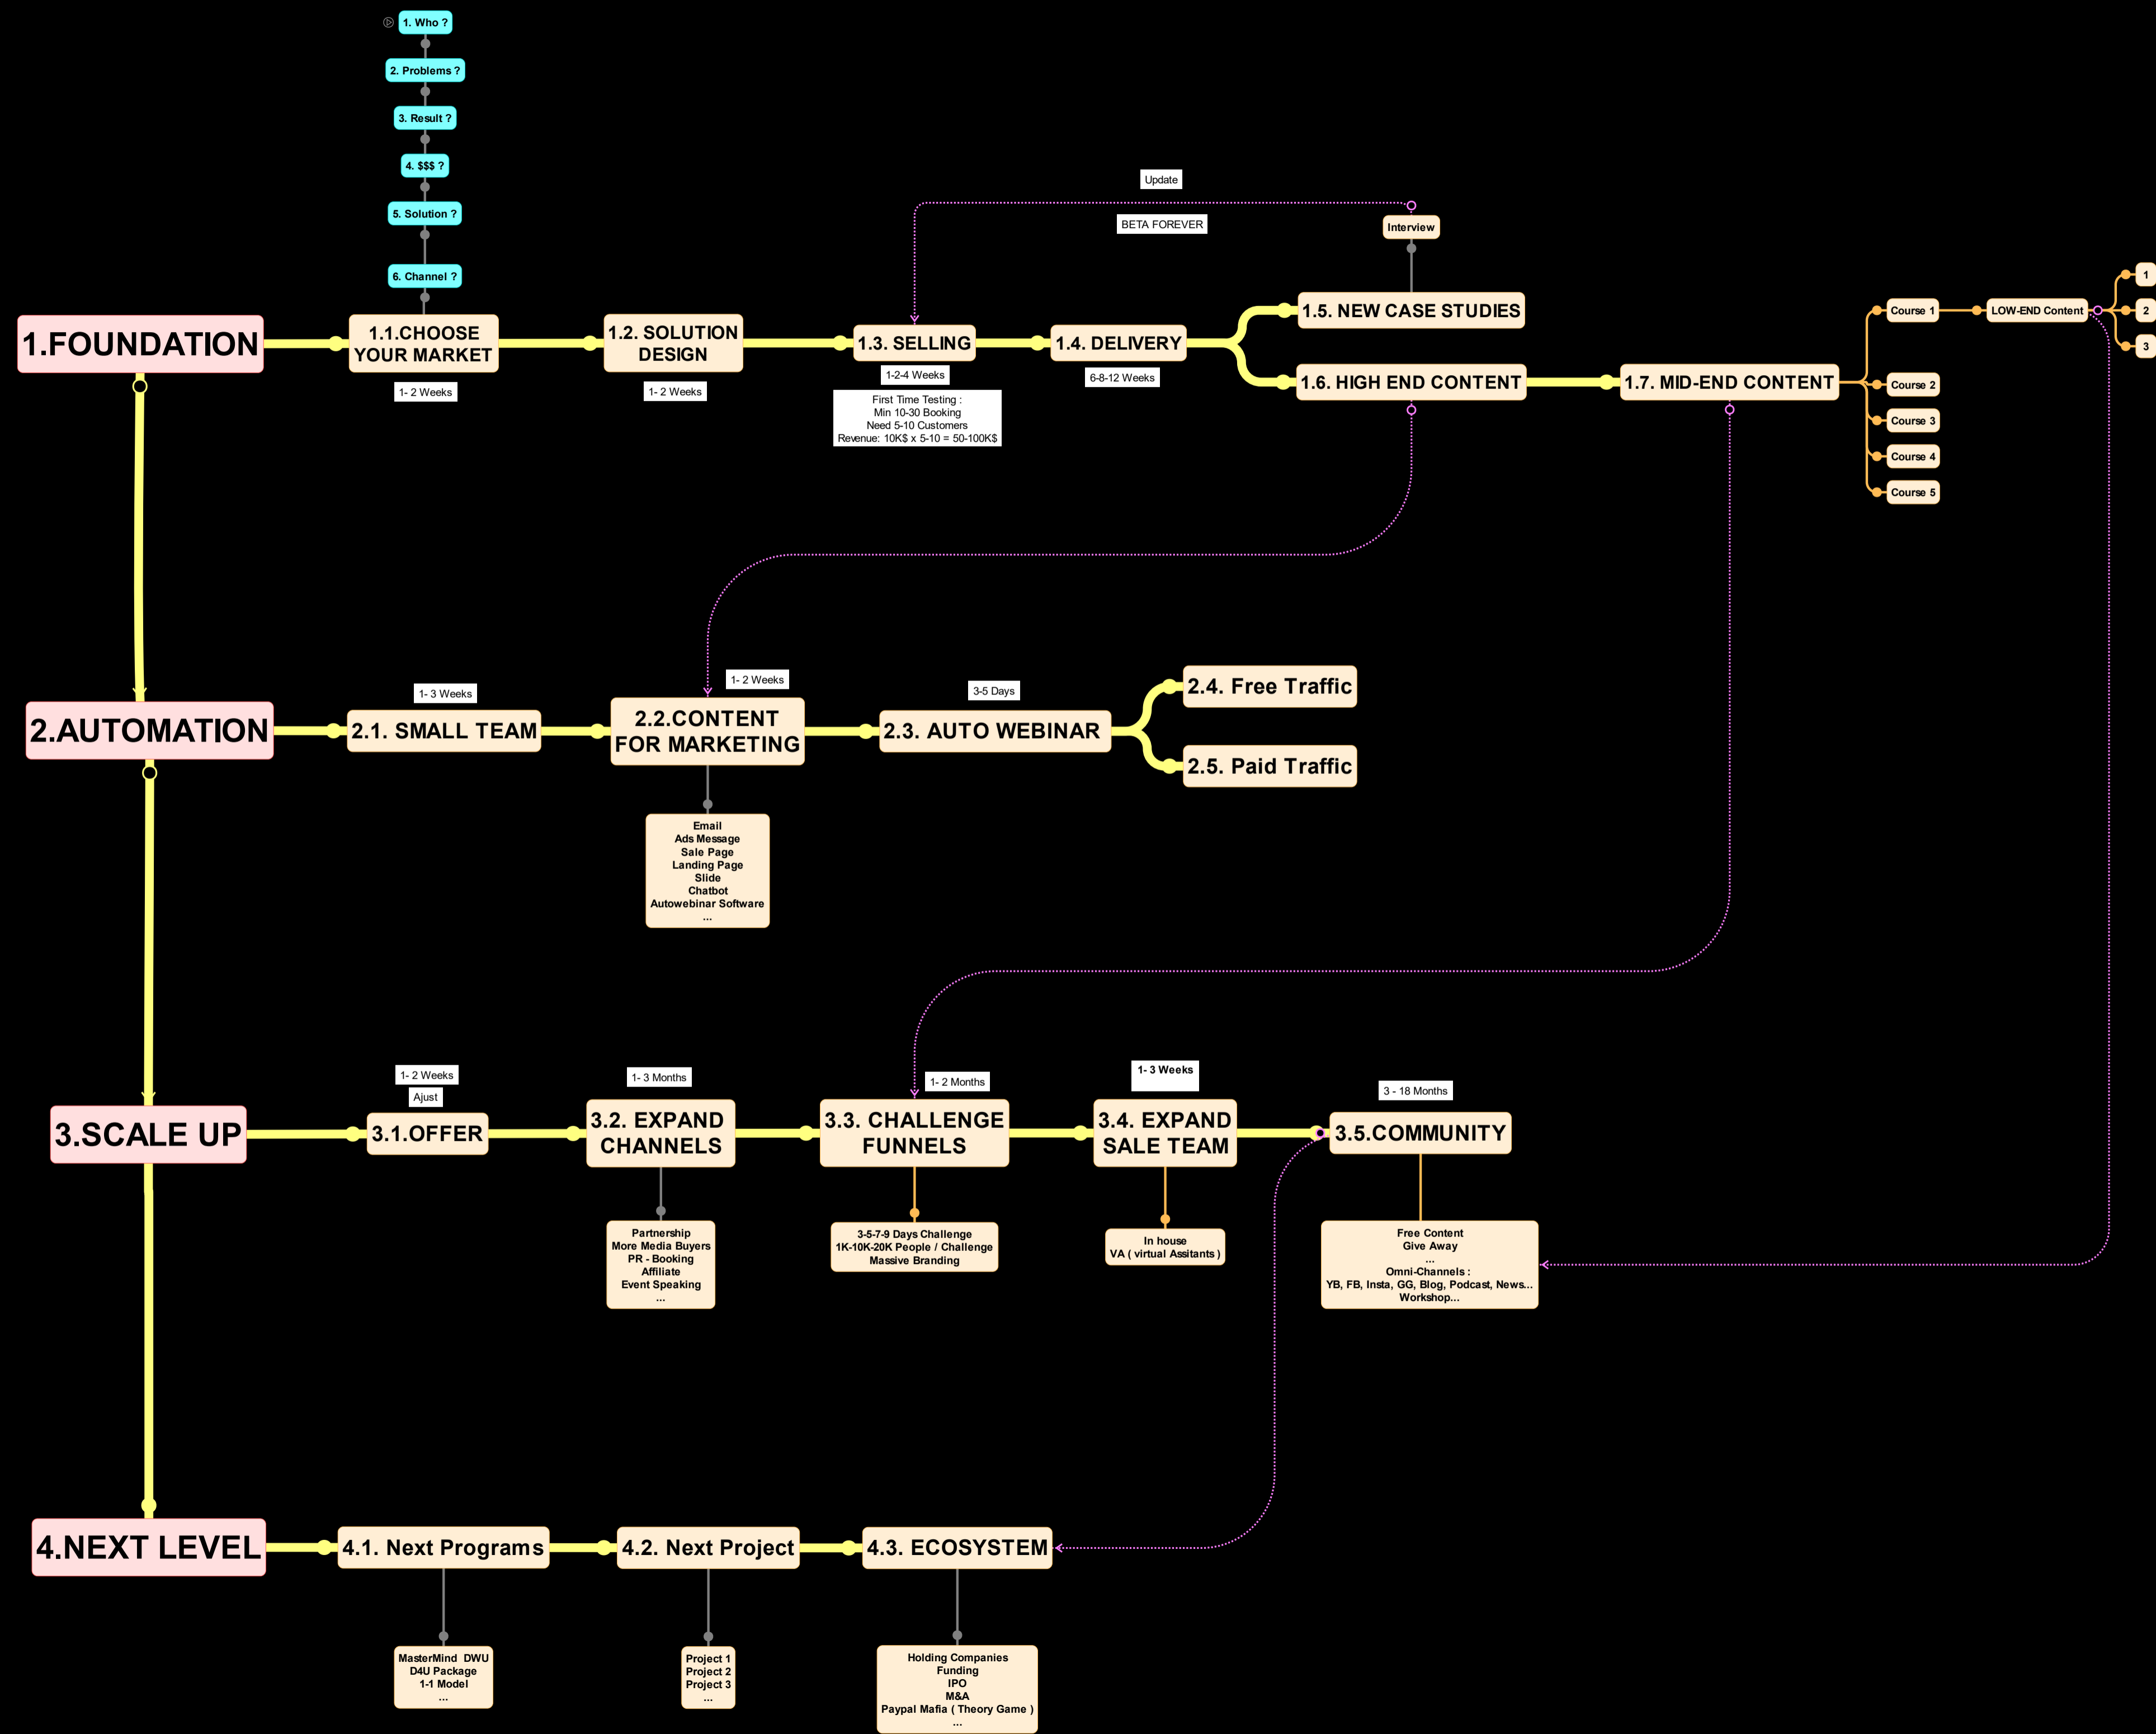 1. Who ?
2. Problems ?
3. Result ?
4. $$$ ?
5. Solution ?
6. Channel ?
1.FOUNDATION
1.1.CHOOSE
YOUR MARKET
1- 2 Weeks
1.2. SOLUTION
DESIGN
1- 2 Weeks
Update
BETA FOREVER
1.3. SELLING
1-2-4 Weeks
First Time Testing :
Min 10-30 Booking
Need 5-10 Customers
Revenue: 10K$ x 5-10 = 50-100K$
1.4. DELIVERY
6-8-12 Weeks
Interview
1.5. NEW CASE STUDIES
1.6. HIGH END CONTENT
1.7. MID-END CONTENT
Course 1
LOW-END Content
1
2
3
Course 2
Course 3
Course 4
Course 5
2.AUTOMATION
1- 3 Weeks
2.1. SMALL TEAM
1- 2 Weeks
2.2.CONTENT
FOR MARKETING
Email
Ads Message
Sale Page
Landing Page
Slide
Chatbot
Autowebinar Software
...
3-5 Days
2.3. AUTO WEBINAR
2.4. Free Traffic
2.5. Paid Traffic
3.SCALE UP
1- 2 Weeks
Ajust
3.1.OFFER
1- 3 Months
3.2. EXPAND
CHANNELS
Partnership
More Media Buyers
PR - Booking
Affiliate
Event Speaking
...
1- 2 Months
3.3. CHALLENGE
FUNNELS
3-5-7-9 Days Challenge
1K-10K-20K People / Challenge
Massive Branding
1- 3 Weeks
3.4. EXPAND
SALE TEAM
In house
VA ( virtual Assitants )
3 - 18 Months
3.5.COMMUNITY
Free Content
Give Away
...
Omni-Channels :
YB, FB, Insta, GG, Blog, Podcast, News...
Workshop...
4.NEXT LEVEL
4.1. Next Programs
MasterMind DWU
D4U Package
1-1 Model
...
4.2. Next Project
Project 1
Project 2
Project 3
...
4.3. ECOSYSTEM
Holding Companies
Funding
IPO
M&A
Paypal Mafia ( Theory Game )
...